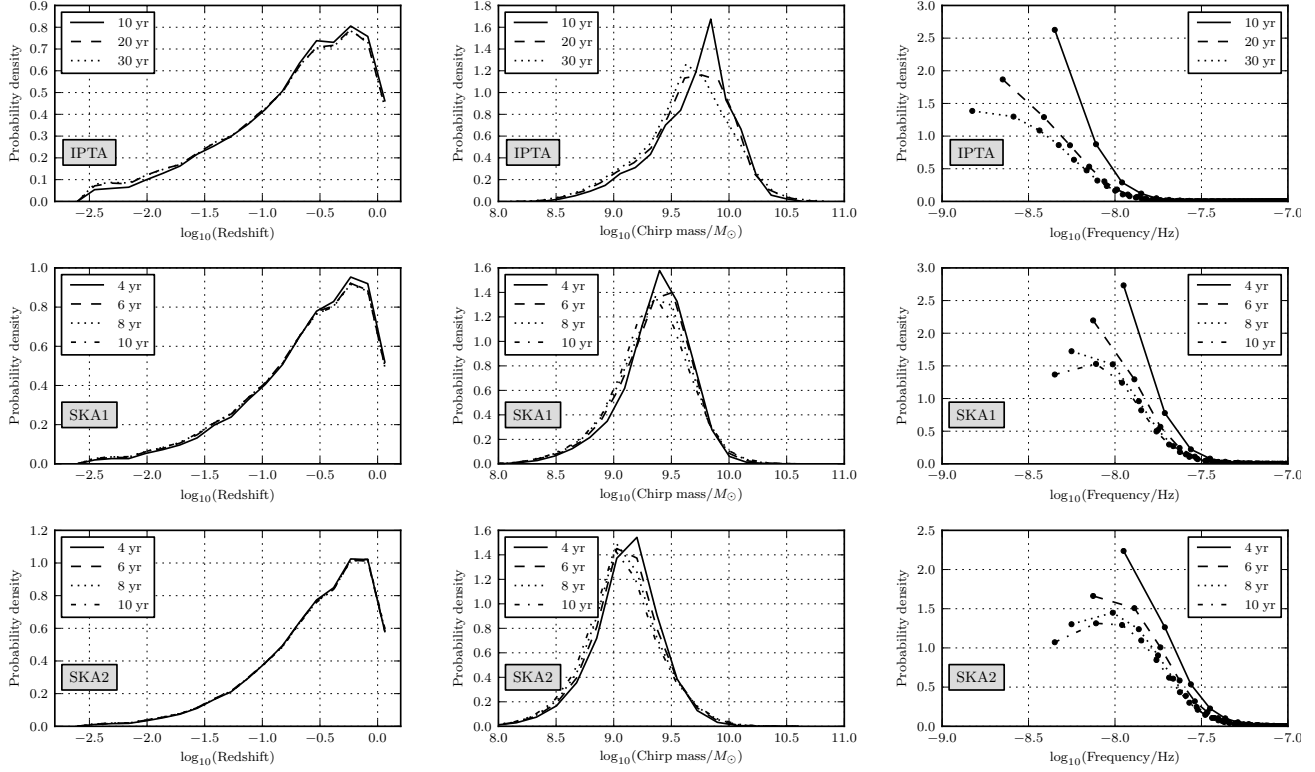 0.9
0.8
0.7
0.6
0.5
0.4
0.3
0.2
0.1
0.0
Probability density
10 yr
20 yr
30 yr
IPTA
−2.5 −2.0 −1.5 −1.0 −0.5 0.0
log10(Redshift)
1.8
1.6
1.4
1.2
1.0
0.8
0.6
0.4
0.2
0.0
Probability density
10 yr
20 yr
30 yr
IPTA
8.0 8.5 9.0 9.5 10.0 10.5 11.0
log10(Chirp mass/M⊙)
3.0
2.5
2.0
1.5
1.0
0.5
0.0
Probability density
10 yr
20 yr
30 yr
IPTA
−9.0 −8.5 −8.0 −7.5 −7.0
log10(Frequency/Hz)
1.0
0.8
0.6
0.4
0.2
0.0
Probability density
4 yr
6 yr
8 yr
10 yr
SKA1
−2.5 −2.0 −1.5 −1.0 −0.5 0.0
log10(Redshift)
1.6
1.4
1.2
1.0
0.8
0.6
0.4
0.2
0.0
Probability density
4 yr
6 yr
8 yr
10 yr
SKA1
8.0 8.5 9.0 9.5 10.0 10.5 11.0
log10(Chirp mass/M⊙)
3.0
2.5
2.0
1.5
1.0
0.5
0.0
Probability density
4 yr
6 yr
8 yr
10 yr
SKA1
−9.0 −8.5 −8.0 −7.5 −7.0
log10(Frequency/Hz)
1.2
1.0
0.8
0.6
0.4
0.2
0.0
Probability density
4 yr
6 yr
8 yr
10 yr
SKA2
−2.5 −2.0 −1.5 −1.0 −0.5 0.0
log10(Redshift)
1.6
1.4
1.2
1.0
0.8
0.6
0.4
0.2
0.0
Probability density
4 yr
6 yr
8 yr
10 yr
SKA2
8.0 8.5 9.0 9.5 10.0 10.5 11.0
log10(Chirp mass/M⊙)
2.5
2.0
1.5
1.0
0.5
0.0
Probability density
4 yr
6 yr
8 yr
10 yr
SKA2
−9.0 −8.5 −8.0 −7.5 −7.0
log10(Frequency/Hz)